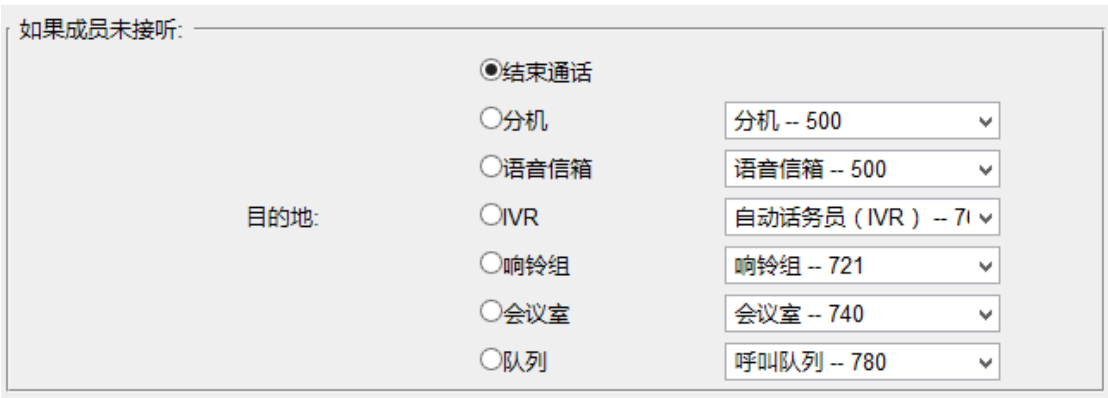 如果成员未接听:
结束通话
分机 分机 -- 500
语音信箱 语音信箱 -- 500
目的地: IVR 自动话务员（IVR） -- 7
响铃组 响铃组 -- 721
会议室 会议室 -- 740
队列 呼叫队列 -- 780